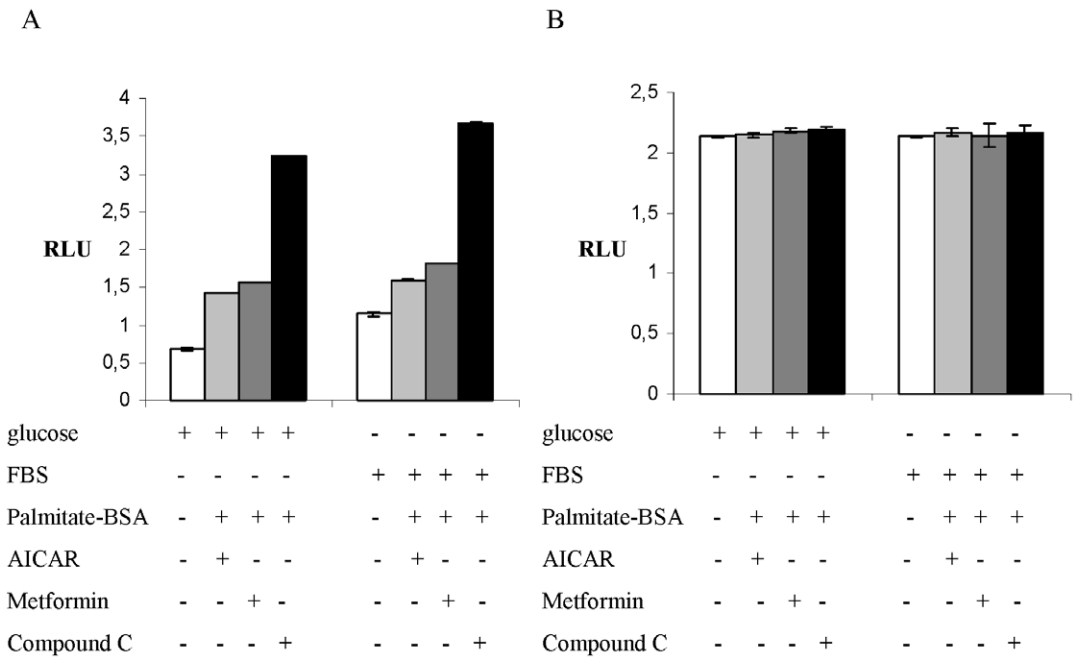 A
B
4
3,5
3
2,5
2
1,5
1
0,5
0
RLU
2,5
2
1,5
1
0,5
0
RLU
glucose + + + + - - - -
FBS - - - - + + + +
Palmitate-BSA - + + + - + + +
AICAR - + - - - + - -
Metformin - - + - - - + -
Compound C - - - + - - - +
glucose + + + + - - - -
FBS - - - - + + + +
Palmitate-BSA - + + + - + + +
AICAR - + - - - + - -
Metformin - - + - - - + -
Compound C - - - + - - - +